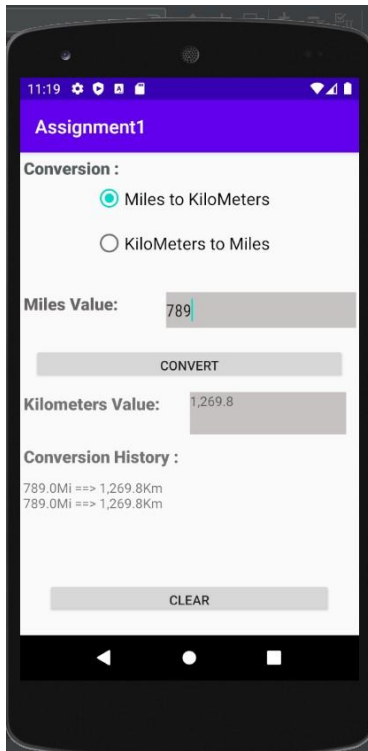 11:19
Assignment1
Conversion :
Miles to KiloMeters
KiloMeters to Miles
Miles Value: 789
CONVERT
Kilometers Value: 1,269.8
Conversion History :
789.0Mi ==> 1,269.8Km
789.0Mi ==> 1,269.8Km
CLEAR